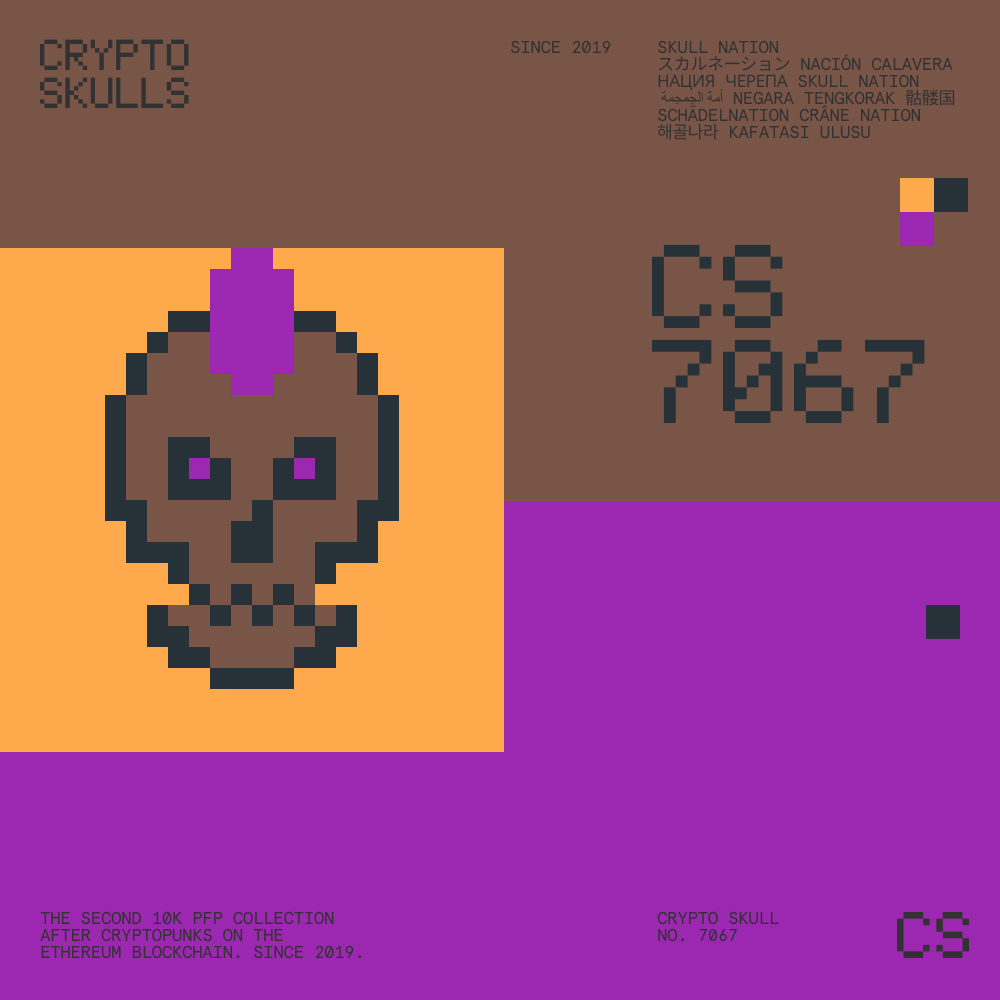 CRYPTO
SKULLS
SINCE 2019
SKULL NATION
スカルネーション NACIÓN CALAVERA
НАЦИЯ ЧЕРЕПА SKULL NATION
أمة الجمجمة NEGARA TENGKORAK 骷髅国
SCHÄDELNATION CRÂNE NATION
해골나라 KAFATASI ULUSU
CS
7067
THE SECOND 10K PFP COLLECTION
AFTER CRYPTOPUNKS ON THE
ETHEREUM BLOCKCHAIN. SINCE 2019.
CRYPTO SKULL
NO. 7067
CS